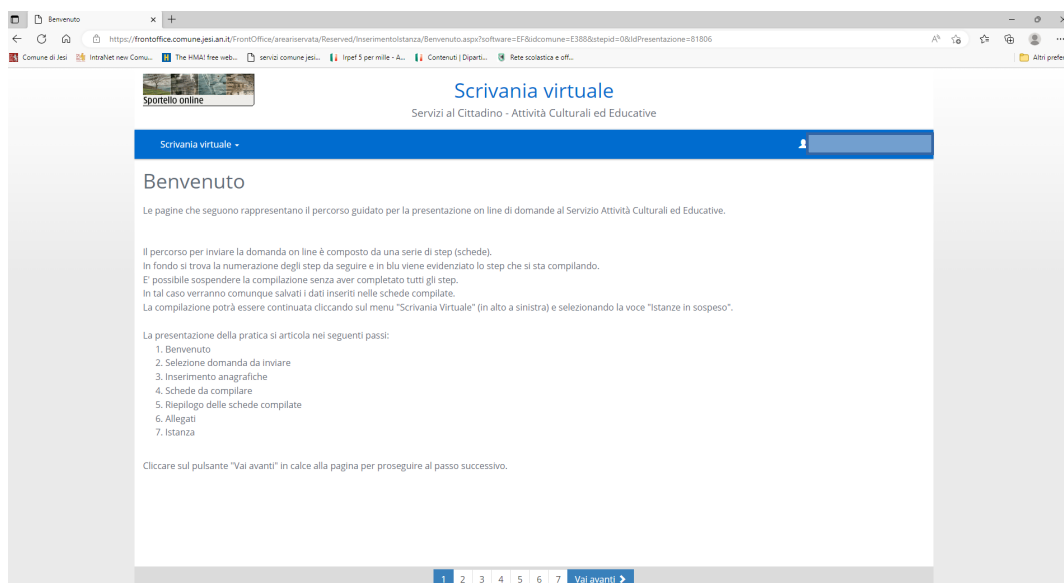 Benvenuto
https://frontoffice.comune.jesi.an.it/FrontOffice/areariservata/Reserved/InserimentoIstanza/Benvenuto.aspx?software=EF&idcomune=E388&stepid=0&IdPresentazione=81806
Comune di Jesi IntraNet new Comu... The HMAI free web... servizi comune jesi... Irpef 5 per mille - A... Contenuti | Diparti... Rete scolastica e off... Altri prefer
Sportello online
Scrivania virtuale
Servizi al Cittadino - Attività Culturali ed Educative
Scrivania virtuale
Benvenuto
Le pagine che seguono rappresentano il percorso guidato per la presentazione on line di domande al Servizio Attività Culturali ed Educative.
Il percorso per inviare la domanda on line è composto da una serie di step (schede).
In fondo si trova la numerazione degli step da seguire e in blu viene evidenziato lo step che si sta compilando.
E' possibile sospendere la compilazione senza aver completato tutti gli step.
In tal caso verranno comunque salvati i dati inseriti nelle schede compilate.
La compilazione potrà essere continuata cliccando sul menu "Scrivania Virtuale" (in alto a sinistra) e selezionando la voce "Istanze in sospeso".
La presentazione della pratica si articola nei seguenti passi:
1. Benvenuto
2. Selezione domanda da inviare
3. Inserimento anagrafiche
4. Schede da compilare
5. Riepilogo delle schede compilate
6. Allegati
7. Istanza
Cliccare sul pulsante "Vai avanti" in calce alla pagina per proseguire al passo successivo.
1 2 3 4 5 6 7 Vai avanti